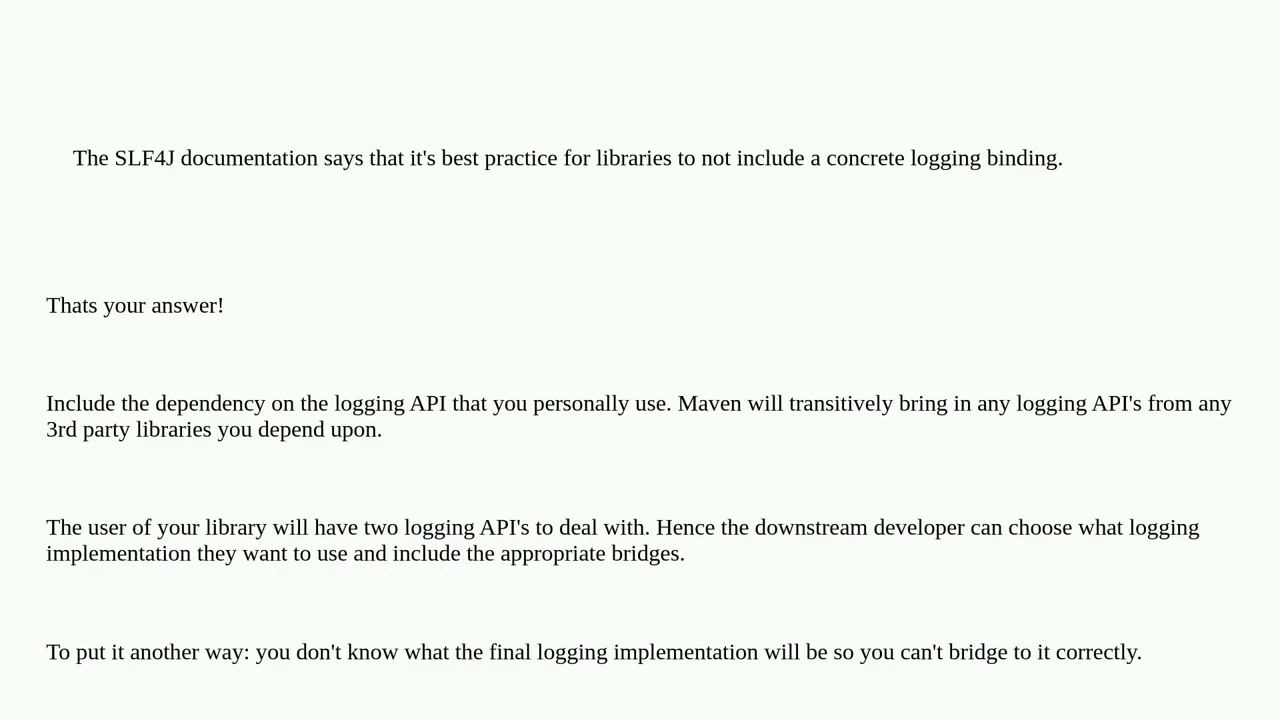 The SLF4J documentation says that it's best practice for libraries to not include a concrete logging binding.
Thats your answer!
Include the dependency on the logging API that you personally use. Maven will transitively bring in any logging API's from any
3rd party libraries you depend upon.
The user of your library will have two logging API's to deal with. Hence the downstream developer can choose what logging
implementation they want to use and include the appropriate bridges.
To put it another way: you don't know what the final logging implementation will be so you can't bridge to it correctly.